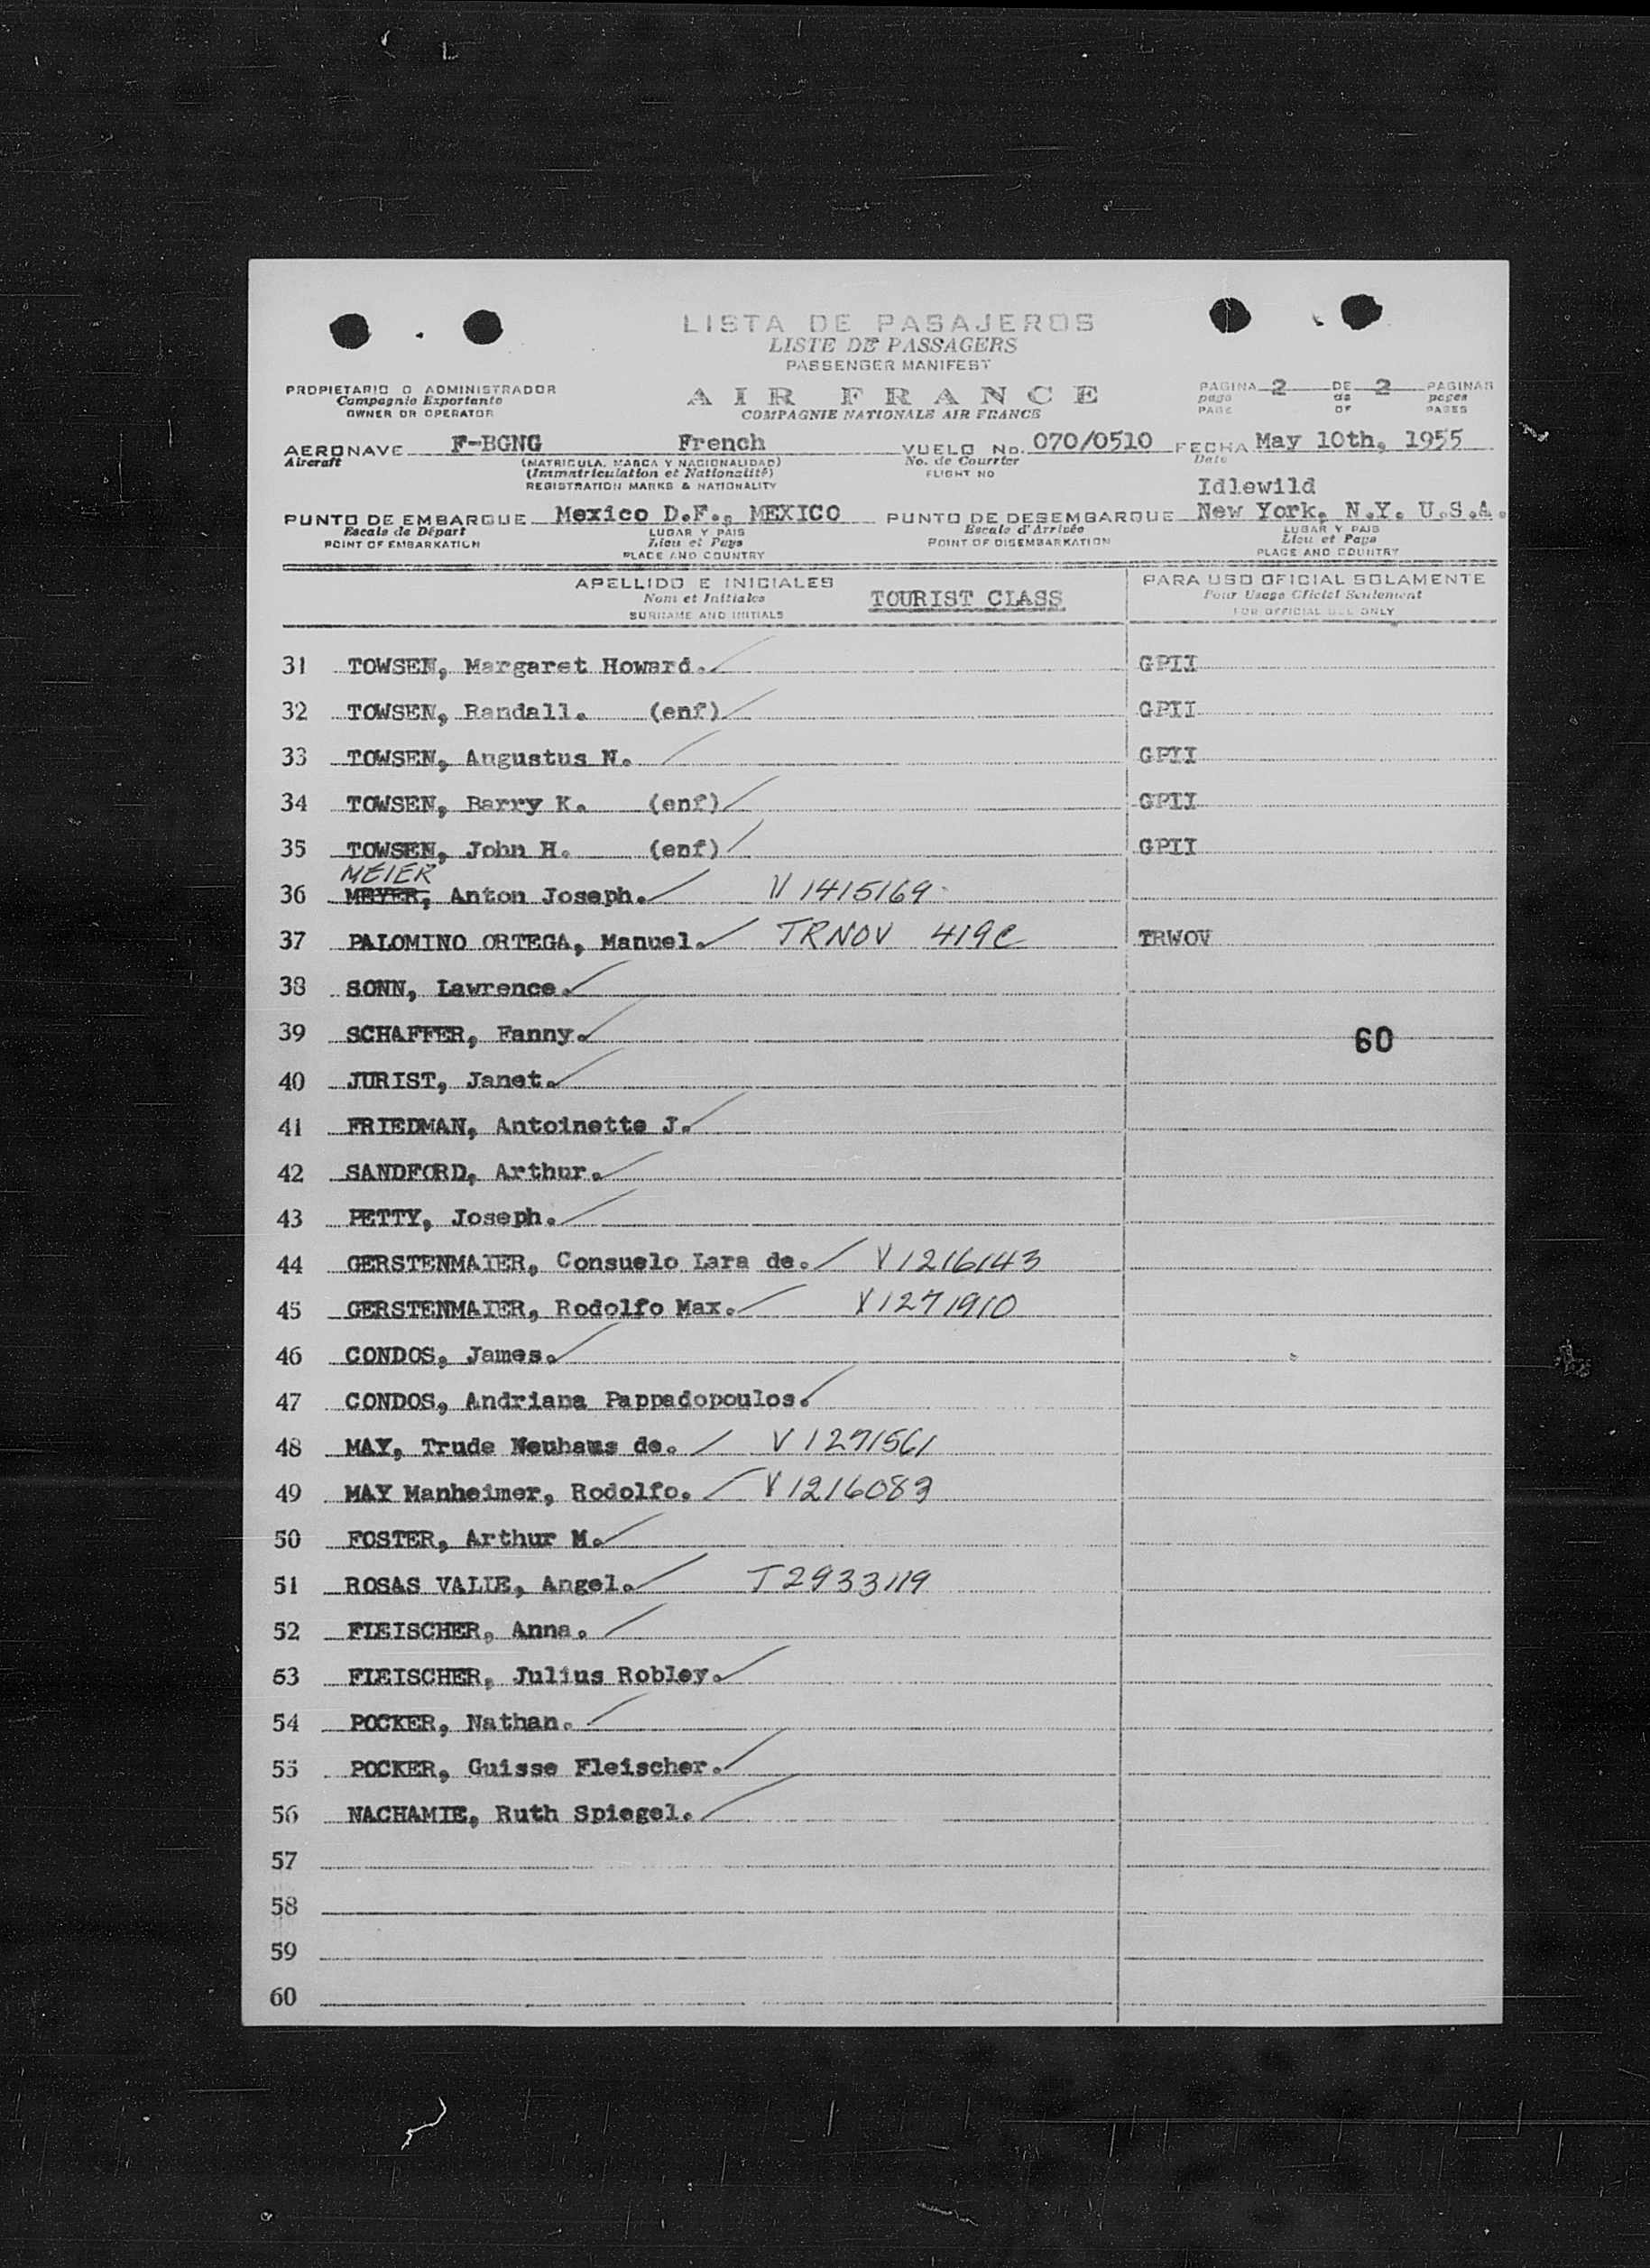 LISTA DE PASAJEROS
LISTE DE PASSAGERS
PASSENGER MANIFEST
PROPIETARIO O ADMINISTRADOR
Compagnie Exportante
OWNER OR OPERATOR
AIR FRANCE
COMPAGNIE NATIONALE AIR FRANCE
PAGINA 2 DE 2 PAGINAS
page de pages
PAGE OF PAGES
AERONAVE F-BGNG French VUELO No. 070/0510 FECHA May 10th, 1955
Aircraft (MATRICULA, MARCA Y NACIONALIDAD) No. de Courrier Date
(Immatriculation et Nationalité) FLIGHT NO
REGISTRATION MARKS & NATIONALITY
Idlewild
PUNTO DE EMBARQUE Mexico D.F., MEXICO PUNTO DE DESEMBARQUE New York, N.Y. U.S.A.
Escale de Départ LUGAR Y PAIS Escale d'Arrivée LUGAR Y PAIS
POINT OF EMBARKATION Lieu et Pays POINT OF DISEMBARKATION Lieu et Pays
PLACE AND COUNTRY PLACE AND COUNTRY
APELLIDO E INICIALES PARA USO OFICIAL SOLAMENTE
Nom et Initiales TOURIST CLASS Pour Usage Officiel Seulement
SURNAME AND INITIALS FOR OFFICIAL USE ONLY
31 TOWSEN, Margaret Howard. GPII
32 TOWSEN, Randall. (enf) GPII
33 TOWSEN, Augustus N. GPII
34 TOWSEN, Barry K. (enf) GPII
35 TOWSEN, John H. (enf) GPII
MEIER
36 MEYER, Anton Joseph. V 1415169
37 PALOMINO ORTEGA, Manuel. TRNOV 419C TRWOV
38 SONN, Lawrence.
39 SCHAFFER, Fanny. 60
40 JURIST, Janet.
41 FRIEDMAN, Antoinette J.
42 SANDFORD, Arthur.
43 PETTY, Joseph.
44 GERSTENMAIER, Consuelo Lara de. V1216143
45 GERSTENMAIER, Rodolfo Max. V1271910
46 CONDOS, James.
47 CONDOS, Andriana Pappadopoulos.
48 MAY, Trude Neuhaus de. V 1271561
49 MAY Manheimer, Rodolfo. V1216083
50 FOSTER, Arthur M.
51 ROSAS VALLE, Angel. T2933119
52 FLEISCHER, Anna.
53 FLEISCHER, Julius Robley.
54 POCKER, Nathan.
55 POCKER, Guisse Fleischer.
56 NACHAMIE, Ruth Spiegel.
57
58
59
60